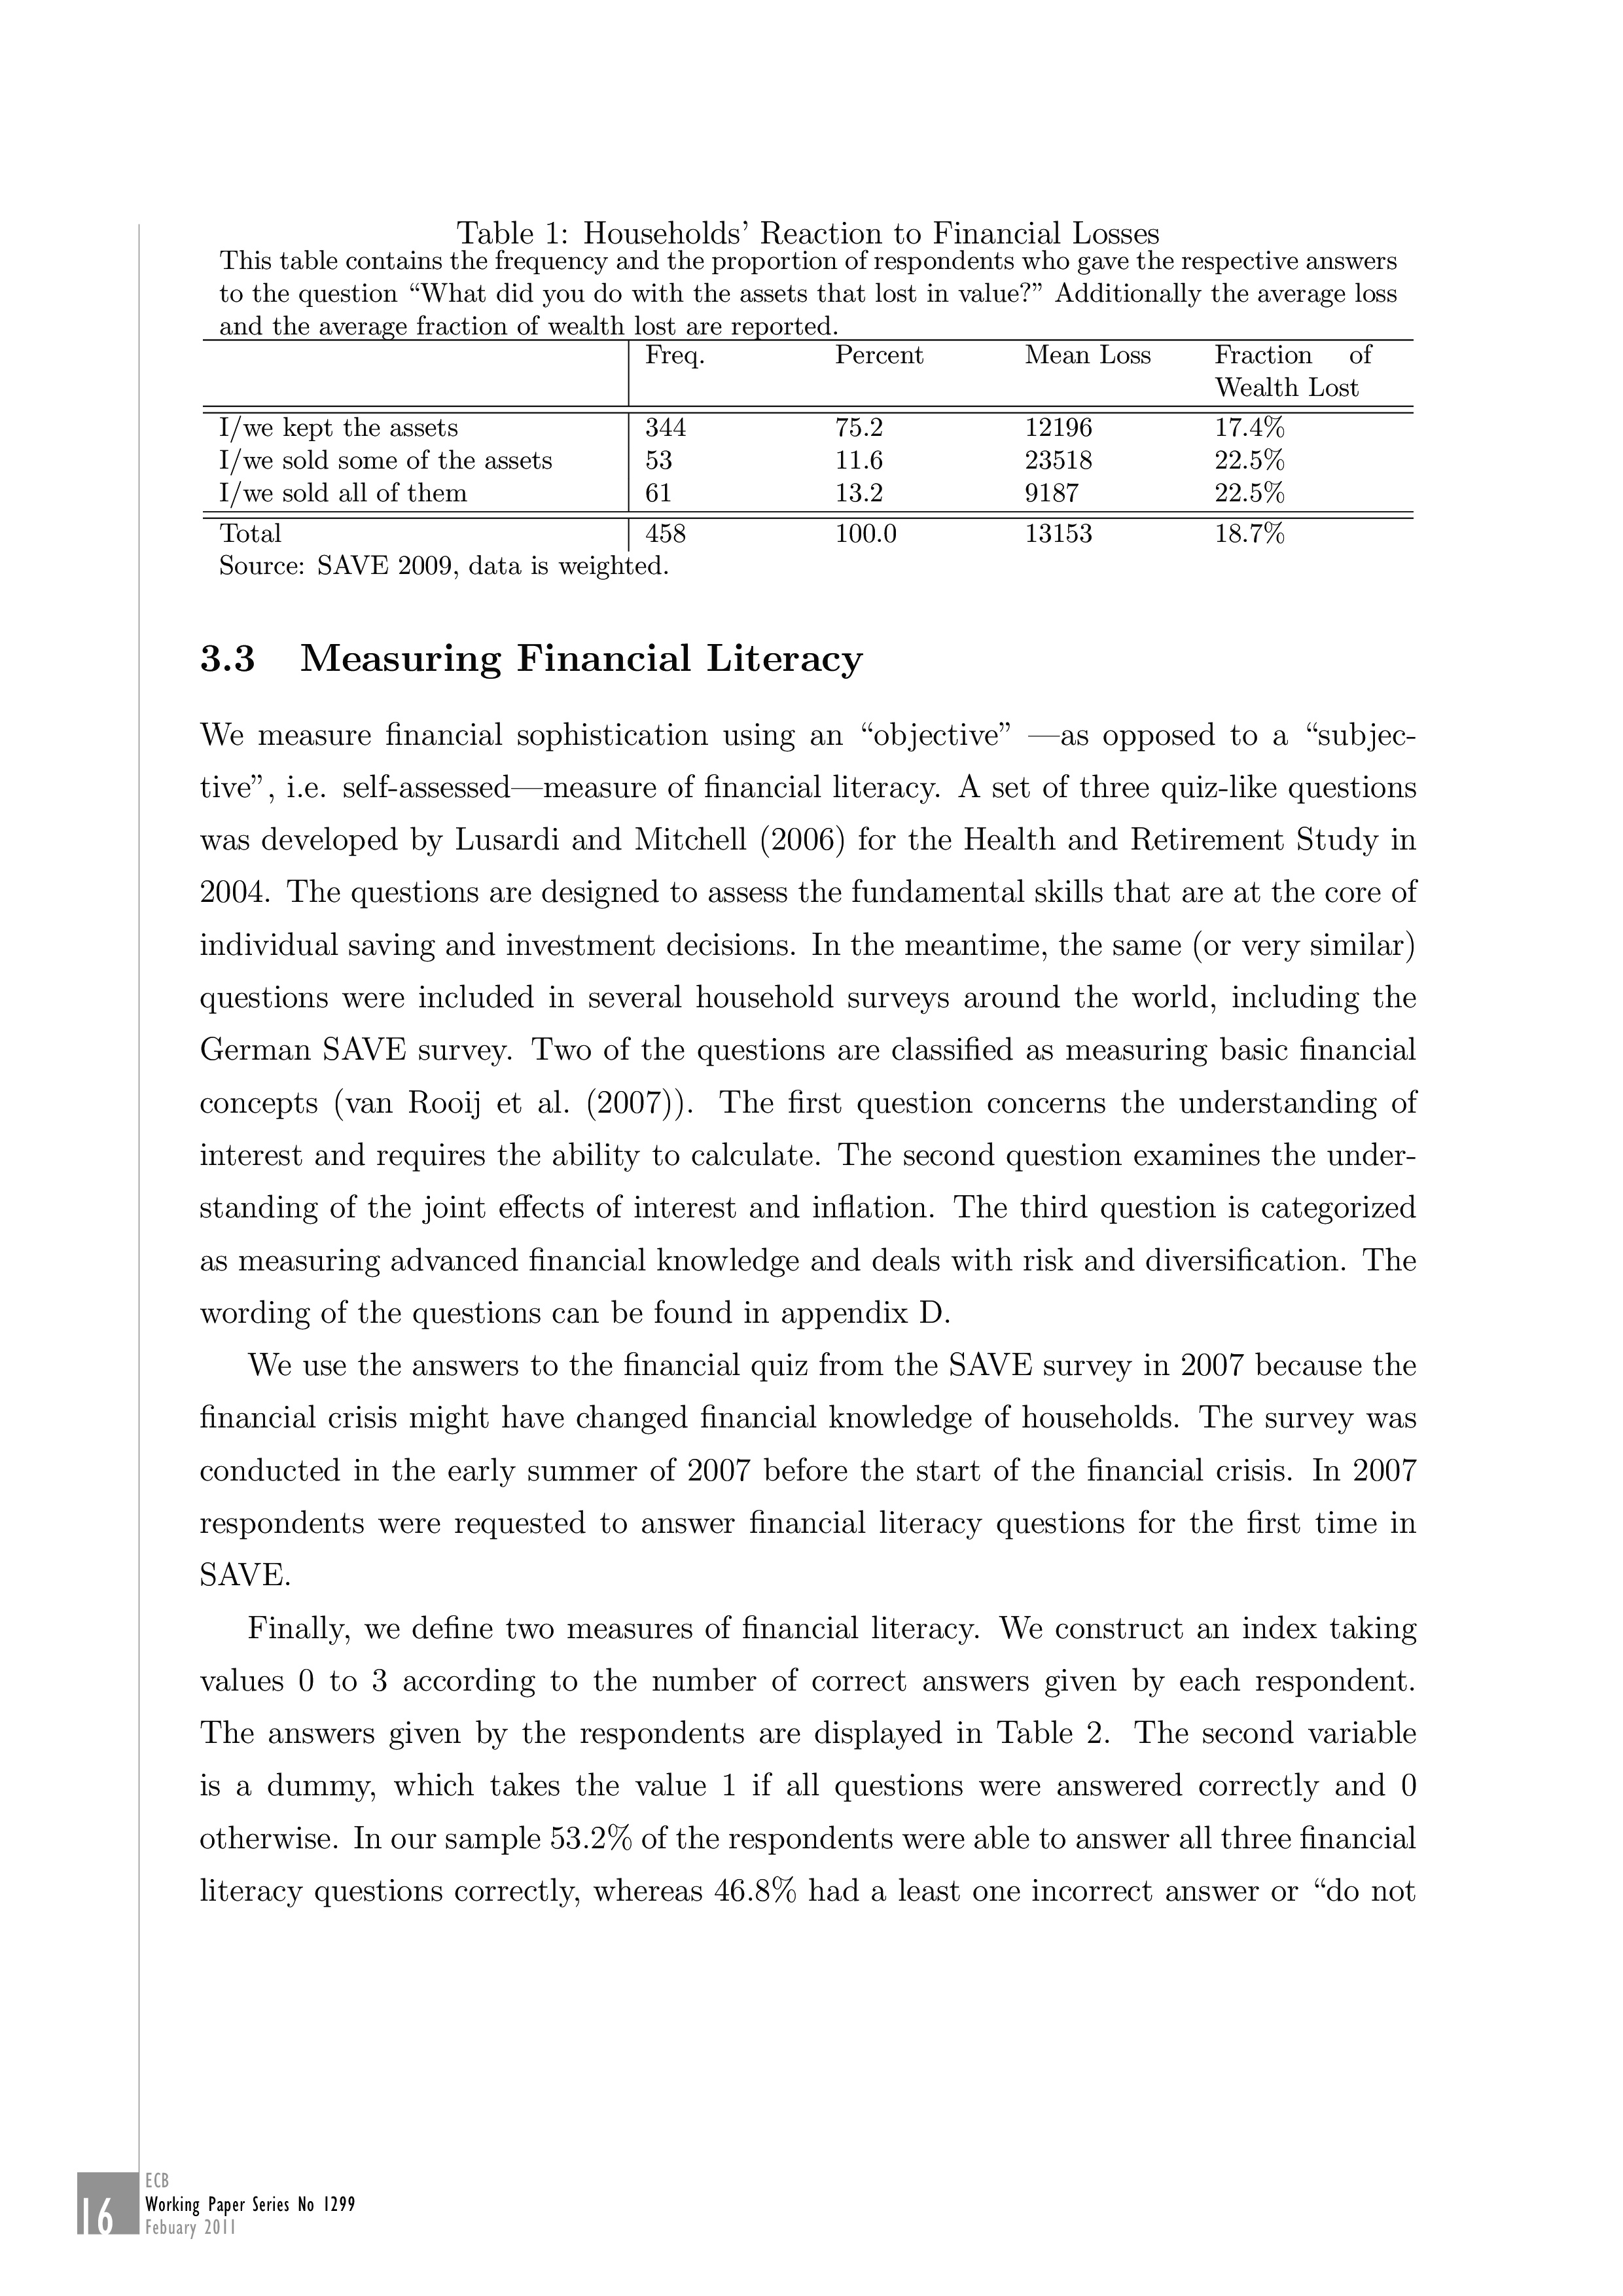 Table 1: Households' Reaction to Financial Losses
This table contains the frequency and the proportion of respondents who gave the respective answers
to the question “What did you do with the assets that lost in value?” Additionally the average loss
and the average fraction of wealth lost are reported.
Freq. Percent Mean Loss Fraction of
Wealth Lost
I/we kept the assets 344 75.2 12196 17.4%
I/we sold some of the assets 53 11.6 23518 22.5%
I/we sold all of them 61 13.2 9187 22.5%
Total 458 100.0 13153 18.7%
Source: SAVE 2009, data is weighted.
3.3 Measuring Financial Literacy
We measure financial sophistication using an “objective” —as opposed to a “subjec-
tive”, i.e. self-assessed—measure of financial literacy. A set of three quiz-like questions
was developed by Lusardi and Mitchell (2006) for the Health and Retirement Study in
2004. The questions are designed to assess the fundamental skills that are at the core of
individual saving and investment decisions. In the meantime, the same (or very similar)
questions were included in several household surveys around the world, including the
German SAVE survey. Two of the questions are classified as measuring basic financial
concepts (van Rooij et al. (2007)). The first question concerns the understanding of
interest and requires the ability to calculate. The second question examines the under-
standing of the joint effects of interest and inflation. The third question is categorized
as measuring advanced financial knowledge and deals with risk and diversification. The
wording of the questions can be found in appendix D.
We use the answers to the financial quiz from the SAVE survey in 2007 because the
financial crisis might have changed financial knowledge of households. The survey was
conducted in the early summer of 2007 before the start of the financial crisis. In 2007
respondents were requested to answer financial literacy questions for the first time in
SAVE.
Finally, we define two measures of financial literacy. We construct an index taking
values 0 to 3 according to the number of correct answers given by each respondent.
The answers given by the respondents are displayed in Table 2. The second variable
is a dummy, which takes the value 1 if all questions were answered correctly and 0
otherwise. In our sample 53.2% of the respondents were able to answer all three financial
literacy questions correctly, whereas 46.8% had a least one incorrect answer or “do not
16
ECB
Working Paper Series No 1299
Febuary 2011